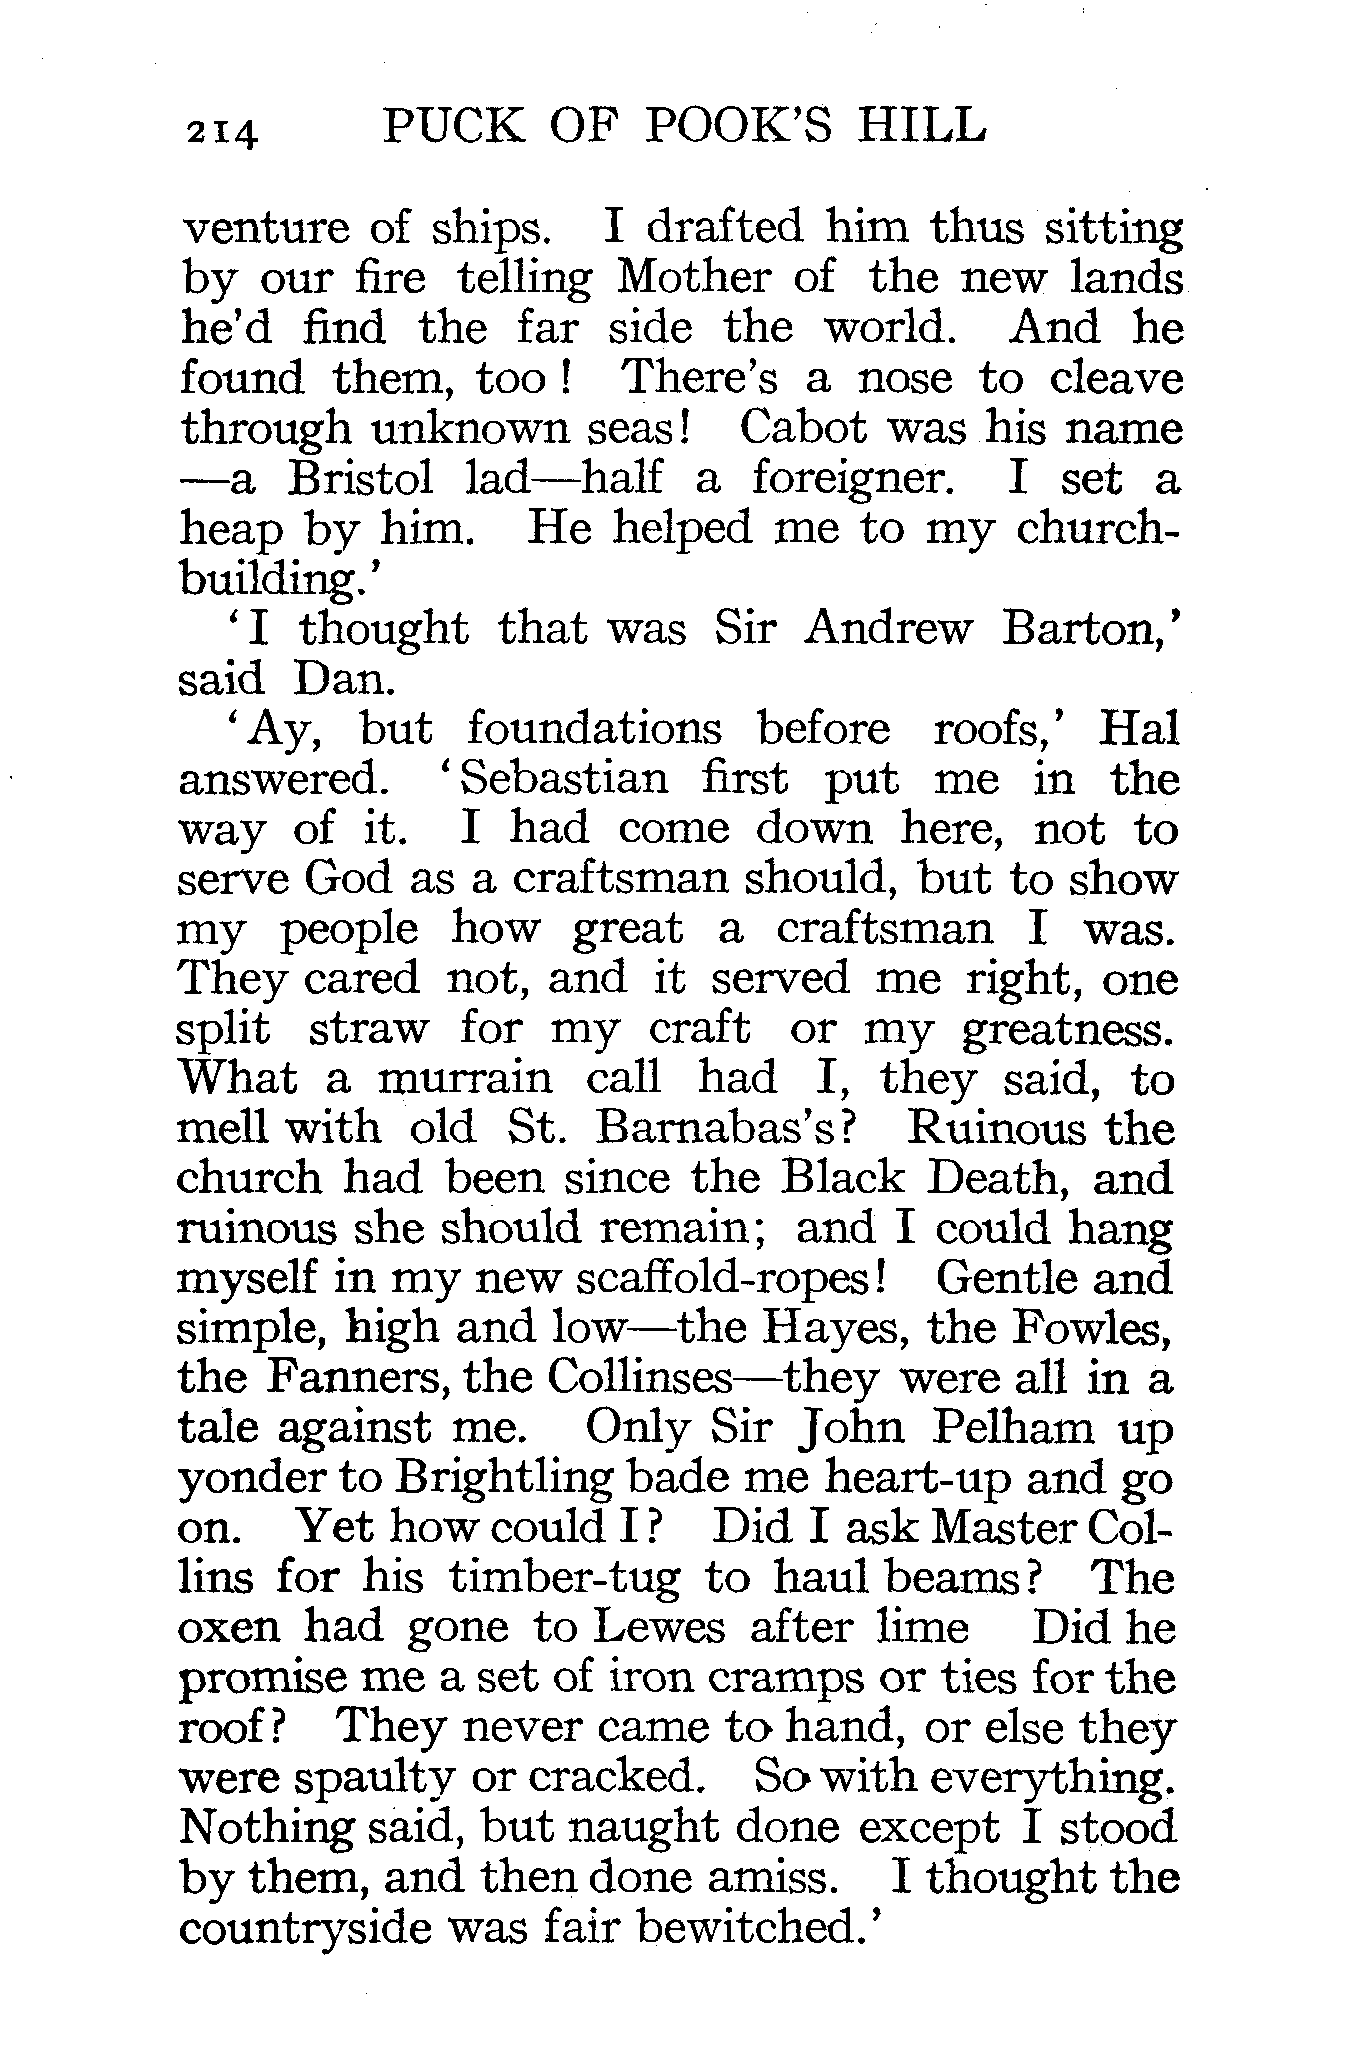 214 PUCK OF POOK'S HILL
venture of ships. I drafted him thus sitting
by our fire telling Mother of the new lands
he'd find the far side the world. And he
found them, too! There's a nose to cleave
through unknown seas! Cabot was his name
—a Bristol lad—half a foreigner. I set a
heap by him. He helped me to my church-
building.'
'I thought that was Sir Andrew Barton,'
said Dan.
'Ay, but foundations before roofs,' Hal
answered. 'Sebastian first put me in the
way of it. I had come down here, not to
serve God as a craftsman should, but to show
my people how great a craftsman I was.
They cared not, and it served me right, one
split straw for my craft or my greatness.
What a murrain call had I, they said, to
mell with old St. Barnabas's? Ruinous the
church had been since the Black Death, and
ruinous she should remain; and I could hang
myself in my new scaffold-ropes! Gentle and
simple, high and low—the Hayes, the Fowles,
the Fanners, the Collinses—they were all in a
tale against me. Only Sir John Pelham up
yonder to Brightling bade me heart-up and go
on. Yet how could I? Did I ask Master Col-
lins for his timber-tug to haul beams? The
oxen had gone to Lewes after lime Did he
promise me a set of iron cramps or ties for the
roof? They never came to hand, or else they
were spaulty or cracked. So with everything.
Nothing said, but naught done except I stood
by them, and then done amiss. I thought the
countryside was fair bewitched.'